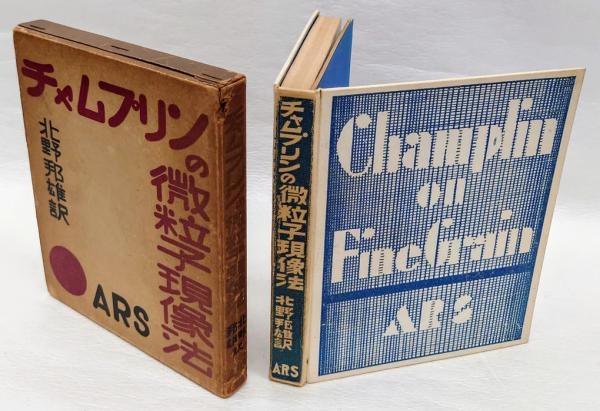 チャムプリンの
微粒子現像法
北野邦雄訳
ARS
チャムプリンの微粒子現像法
北野邦雄訳
ARS
Champlin
on
Fine Grain
ARS